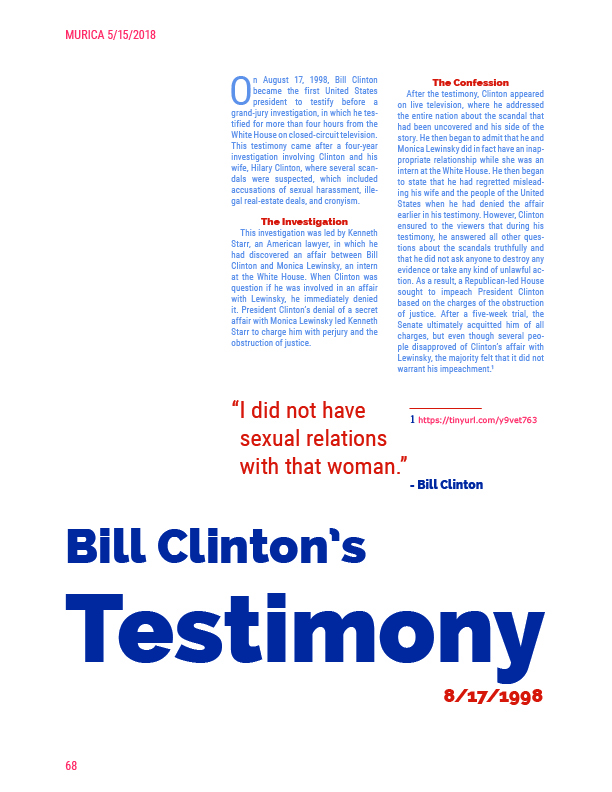 MURICA 5/15/2018
On August 17, 1998, Bill Clinton
became the first United States
president to testify before a
grand-jury investigation, in which he tes-
tified for more than four hours from the
White House on closed-circuit television.
This testimony came after a four-year
investigation involving Clinton and his
wife, Hilary Clinton, where several scan-
dals were suspected, which included
accusations of sexual harassment, ille-
gal real-estate deals, and cronyism.
The Investigation
This investigation was led by Kenneth
Starr, an American lawyer, in which he
had discovered an affair between Bill
Clinton and Monica Lewinsky, an intern
at the White House. When Clinton was
question if he was involved in an affair
with Lewinsky, he immediately denied
it. President Clinton's denial of a secret
affair with Monica Lewinsky led Kenneth
Starr to charge him with perjury and the
obstruction of justice.
The Confession
After the testimony, Clinton appeared
on live television, where he addressed
the entire nation about the scandal that
had been uncovered and his side of the
story. He then began to admit that he and
Monica Lewinsky did in fact have an inap-
propriate relationship while she was an
intern at the White House. He then began
to state that he had regretted mislead-
ing his wife and the people of the United
States when he had denied the affair
earlier in his testimony. However, Clinton
ensured to the viewers that during his
testimony, he answered all other ques-
tions about the scandals truthfully and
that he did not ask anyone to destroy any
evidence or take any kind of unlawful ac-
tion. As a result, a Republican-led House
sought to impeach President Clinton
based on the charges of the obstruction
of justice. After a five-week trial, the
Senate ultimately acquitted him of all
charges, but even though several peo-
ple disapproved of Clinton's affair with
Lewinsky, the majority felt that it did not
warrant his impeachment.¹
“I did not have
sexual relations
with that woman.”
- Bill Clinton
1 https://tinyurl.com/y9vet763
Bill Clinton’s
Testimony
8/17/1998
68